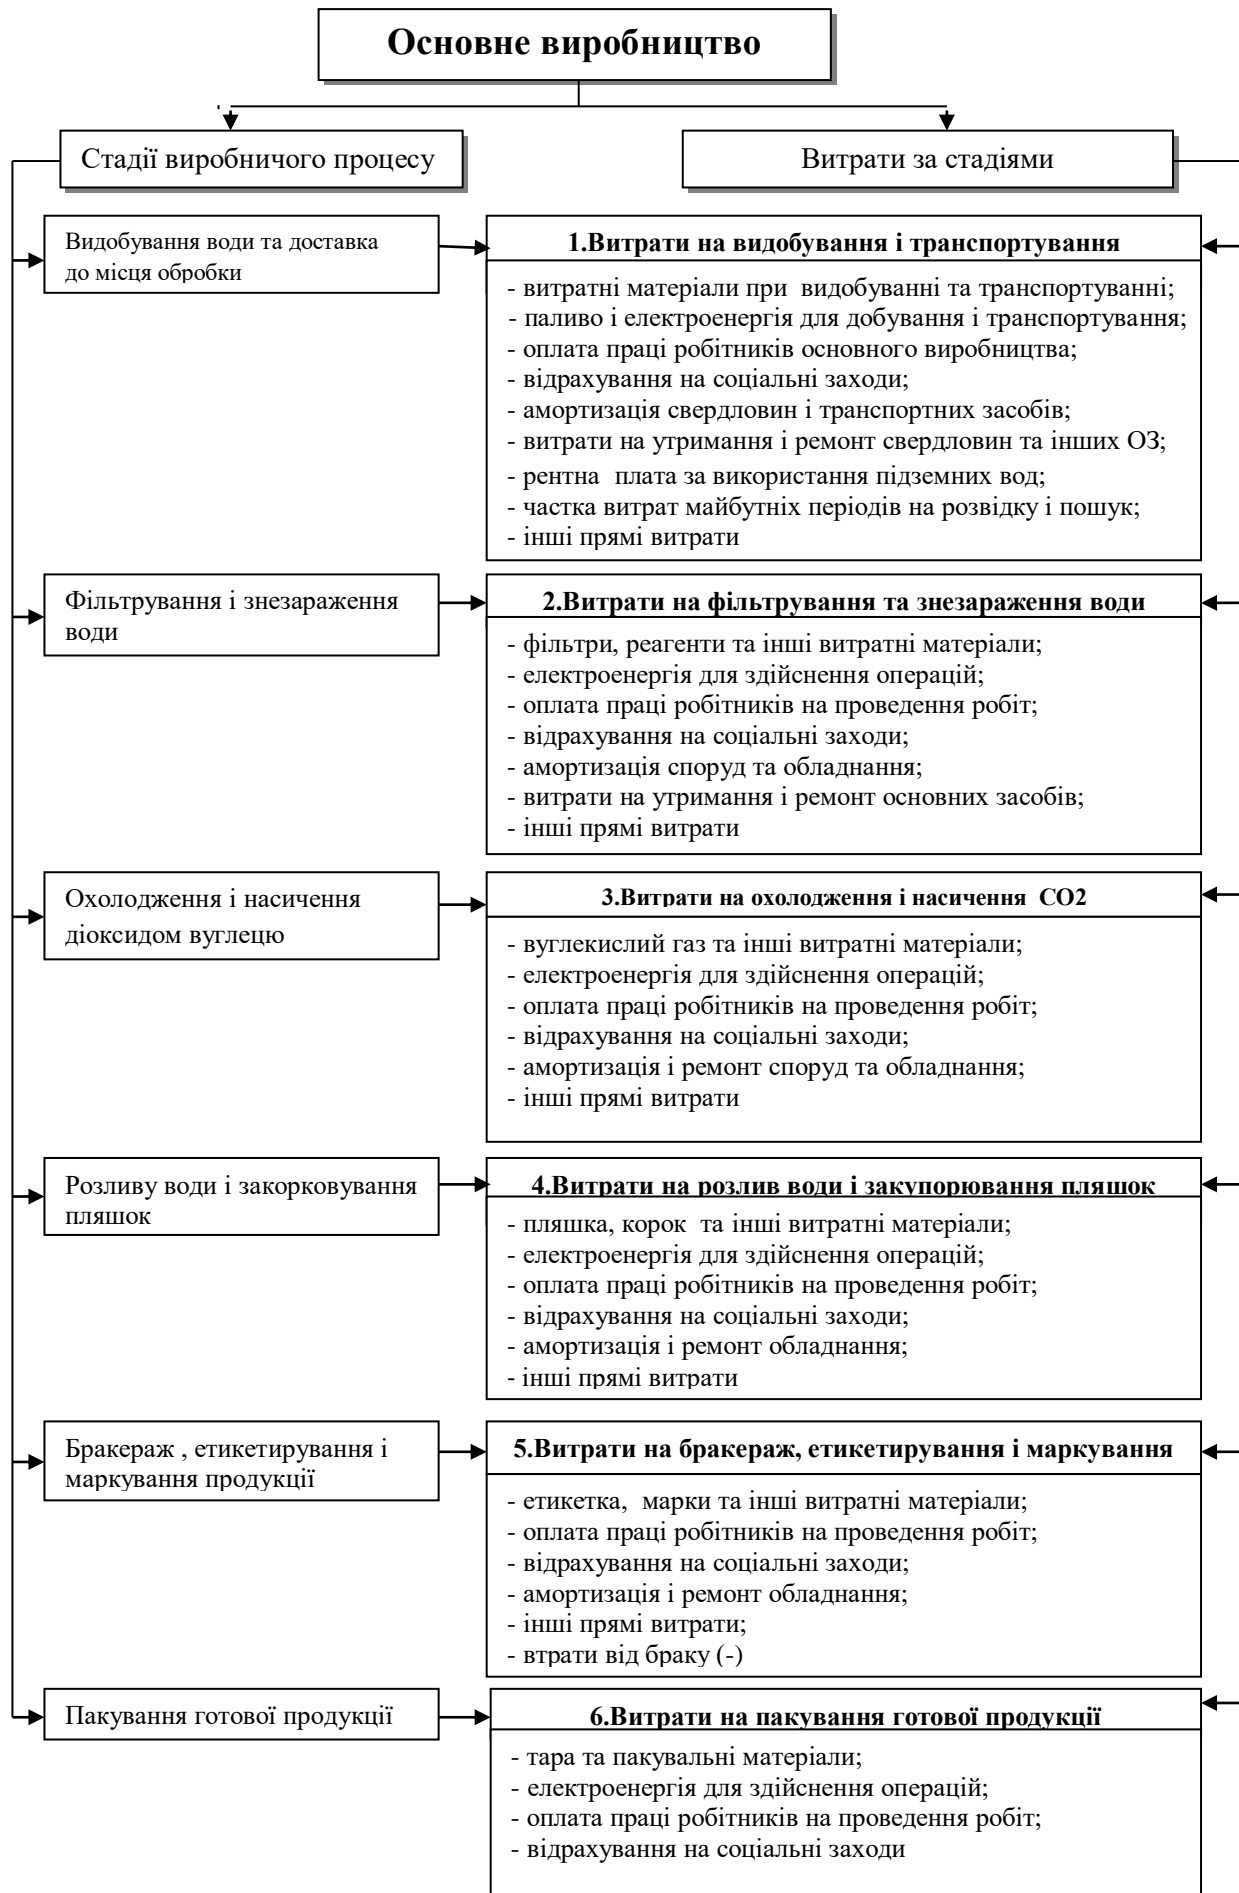 Основне виробництво
Стадії виробничого процесу
Витрати за стадіями
Видобування води та доставка
до місця обробки
1.Витрати на видобування і транспортування
- витратні матеріали при видобуванні та транспортуванні;
- паливо і електроенергія для добування і транспортування;
- оплата праці робітників основного виробництва;
- відрахування на соціальні заходи;
- амортизація свердловин і транспортних засобів;
- витрати на утримання і ремонт свердловин та інших ОЗ;
- рентна плата за використання підземних вод;
- частка витрат майбутніх періодів на розвідку і пошук;
- інші прямі витрати
Фільтрування і знезараження
води
2.Витрати на фільтрування та знезараження води
- фільтри, реагенти та інші витратні матеріали;
- електроенергія для здійснення операцій;
- оплата праці робітників на проведення робіт;
- відрахування на соціальні заходи;
- амортизація споруд та обладнання;
- витрати на утримання і ремонт основних засобів;
- інші прямі витрати
Охолодження і насичення
діоксидом вуглецю
3.Витрати на охолодження і насичення СО2
- вуглекислий газ та інші витратні матеріали;
- електроенергія для здійснення операцій;
- оплата праці робітників на проведення робіт;
- відрахування на соціальні заходи;
- амортизація і ремонт споруд та обладнання;
- інші прямі витрати
Розливу води і закорковування
пляшок
4.Витрати на розлив води і закупорювання пляшок
- пляшка, корок та інші витратні матеріали;
- електроенергія для здійснення операцій;
- оплата праці робітників на проведення робіт;
- відрахування на соціальні заходи;
- амортизація і ремонт обладнання;
- інші прямі витрати
Бракераж , етикетирування і
маркування продукції
5.Витрати на бракераж, етикетирування і маркування
- етикетка, марки та інші витратні матеріали;
- оплата праці робітників на проведення робіт;
- відрахування на соціальні заходи;
- амортизація і ремонт обладнання;
- інші прямі витрати;
- втрати від браку (-)
Пакування готової продукції
6.Витрати на пакування готової продукції
- тара та пакувальні матеріали;
- електроенергія для здійснення операцій;
- оплата праці робітників на проведення робіт;
- відрахування на соціальні заходи